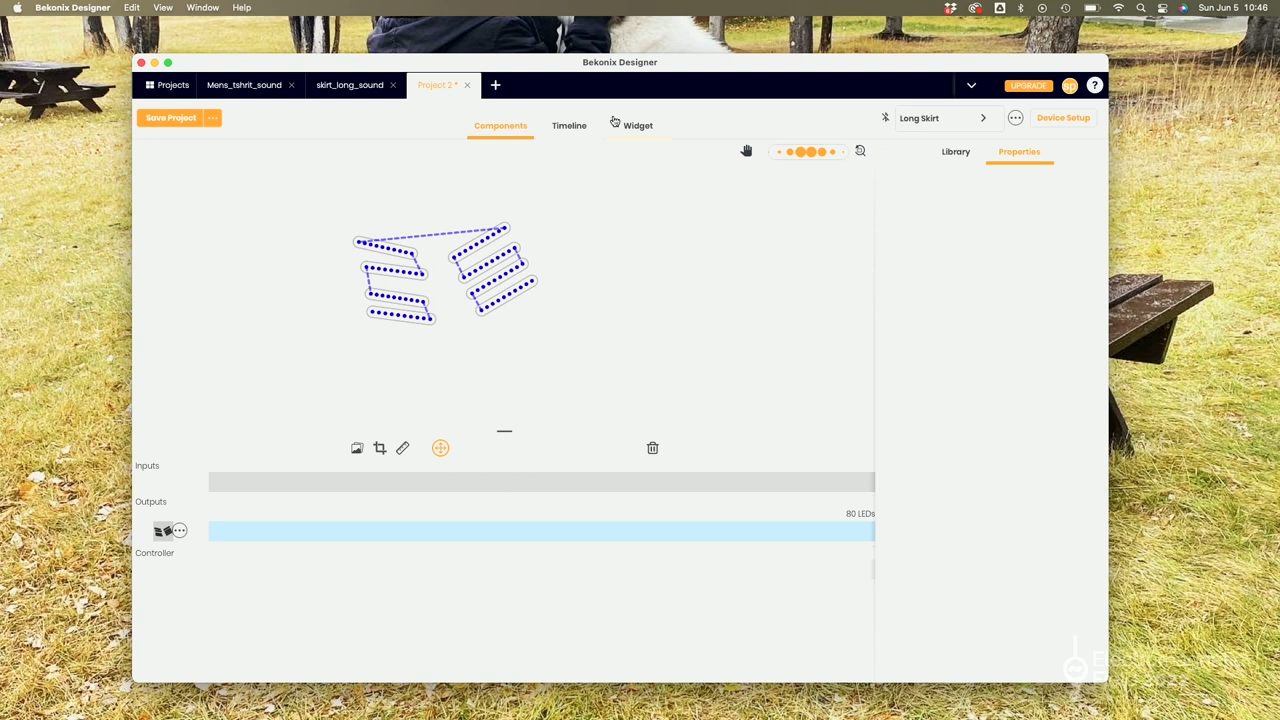 Bekonix Designer Edit View Window Help
Sun Jun 5 10:46
Bekonix Designer
Projects Mens_tshrit_sound skirt_long_sound Project 2 *
UPGRADE sp ?
Save Project
Components Timeline Widget
Long Skirt
Device Setup
Library Properties
Inputs
Outputs
80 LEDs
Controller